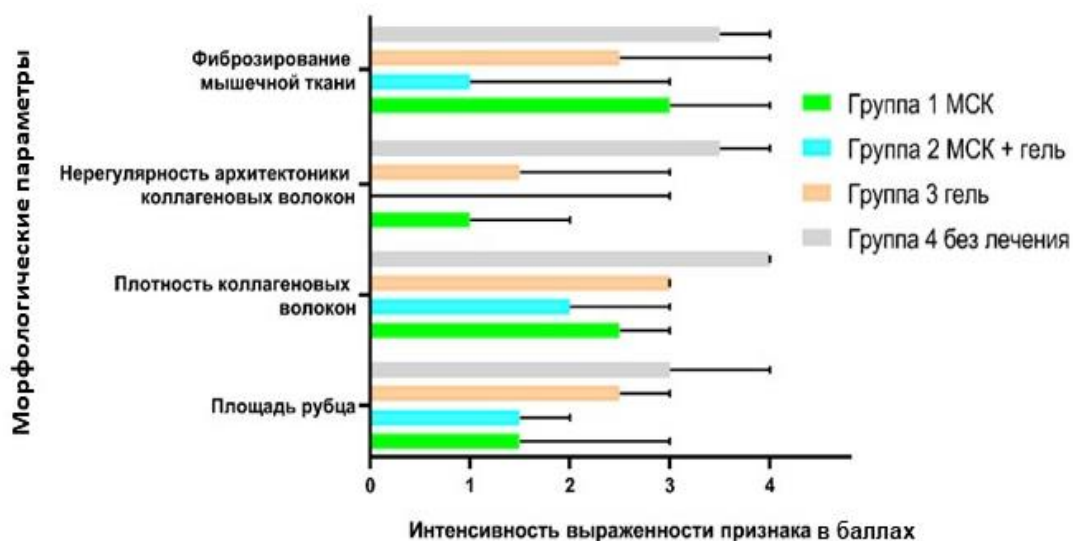 Морфологические параметры
Фиброзирование
мышечной ткани
Нерегулярность архитектоники
коллагеновых волокон
Плотность коллагеновых
волокон
Площадь рубца
Группа 1 МСК
Группа 2 МСК + гель
Группа 3 гель
Группа 4 без лечения
0 1 2 3 4
Интенсивность выраженности признака в баллах